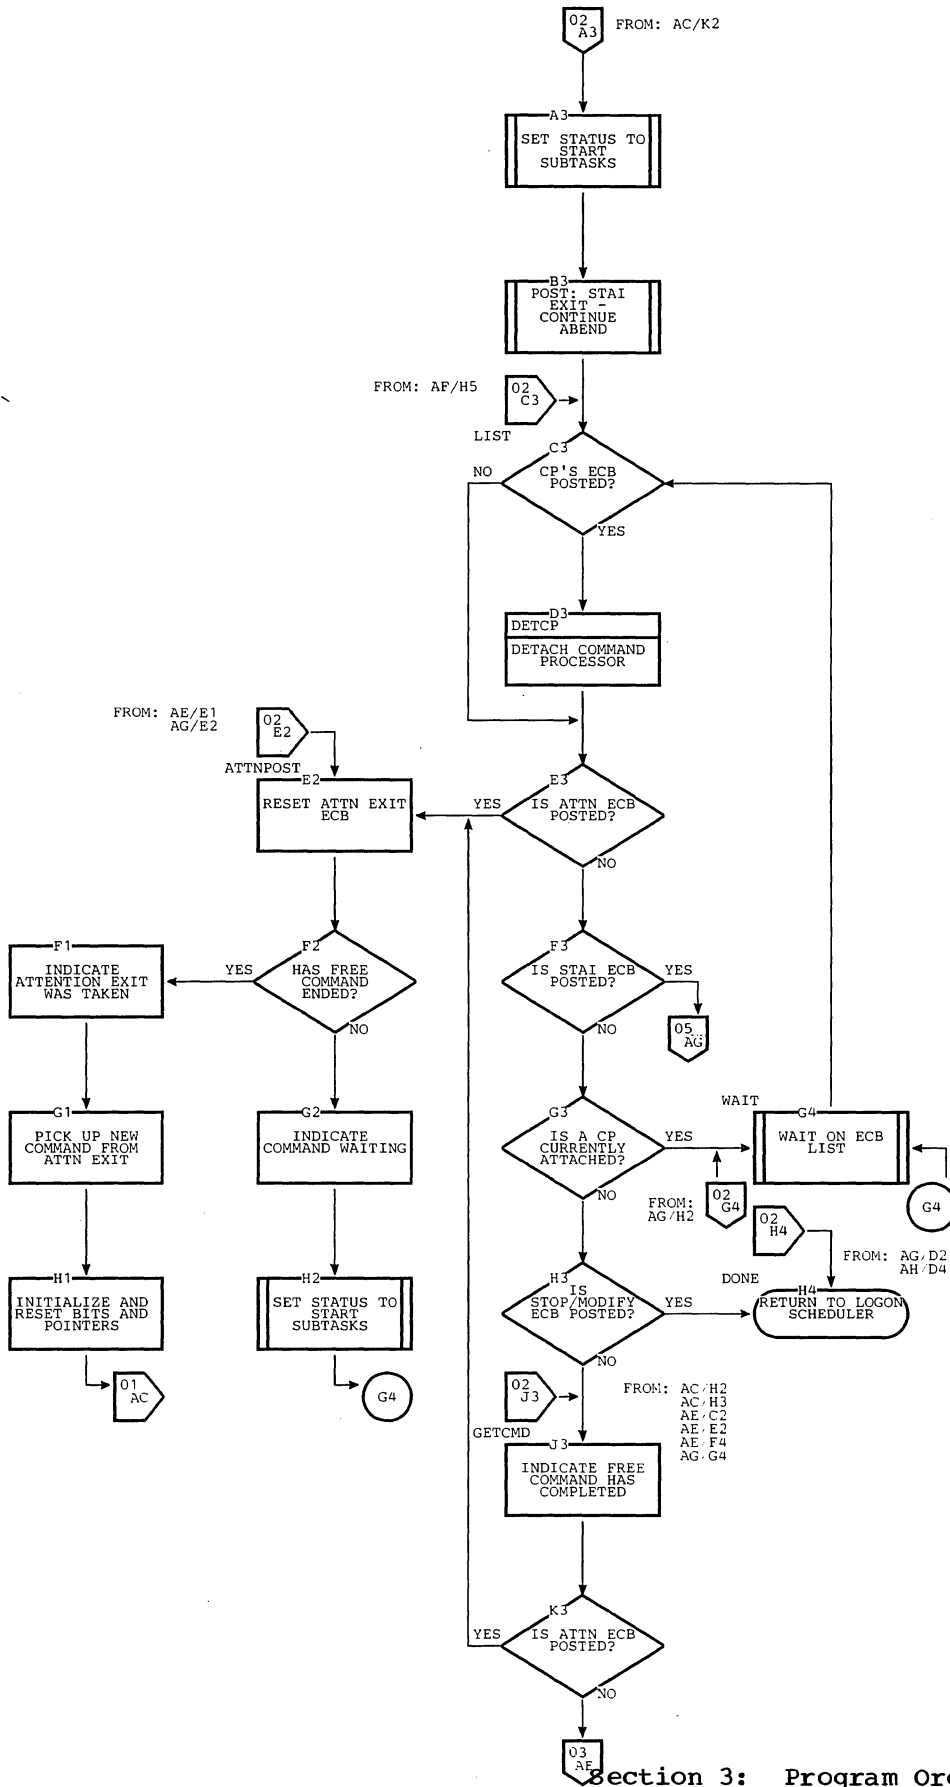 02
A3
FROM: AC/K2
A3
SET STATUS TO
START
SUBTASKS
B3
POST: STAI
EXIT -
CONTINUE
ABEND
FROM: AF/H5
02
C3
LIST
C3
CP'S ECB
POSTED?
NO
YES
D3
DETCP
DETACH COMMAND
PROCESSOR
FROM: AE/E1
AG/E2
02
E2
ATTNPOST
E2
RESET ATTN EXIT
ECB
E3
IS ATTN ECB
POSTED?
YES
NO
F1
INDICATE
ATTENTION EXIT
WAS TAKEN
F2
HAS FREE
COMMAND
ENDED?
YES
NO
F3
IS STAI ECB
POSTED?
YES
NO
05
AG
G1
PICK UP NEW
COMMAND FROM
ATTN EXIT
G2
INDICATE
COMMAND WAITING
G3
IS A CP
CURRENTLY
ATTACHED?
YES
NO
WAIT
G4
WAIT ON ECB
LIST
FROM:
AG/H2
02
G4
G4
02
H4
FROM: AG/D2
AH/D4
H1
INITIALIZE AND
RESET BITS AND
POINTERS
H2
SET STATUS TO
START
SUBTASKS
H3
IS
STOP/MODIFY
ECB POSTED?
YES
NO
DONE
H4
RETURN TO LOGON
SCHEDULER
01
AC
G4
02
J3
FROM: AC/H2
AC/H3
AE/C2
AE/E2
AE/F4
AG/G4
GETCMD
J3
INDICATE FREE
COMMAND HAS
COMPLETED
K3
IS ATTN ECB
POSTED?
YES
NO
03
AE
Section 3: Program Or